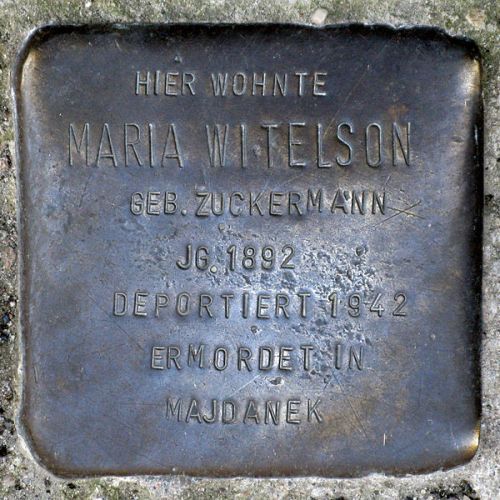 HIER WOHNTE
MARIA WITELSON
GEB. ZUCKERMANN
JG. 1892
DEPORTIERT 1942
ERMORDET IN
MAJDANEK